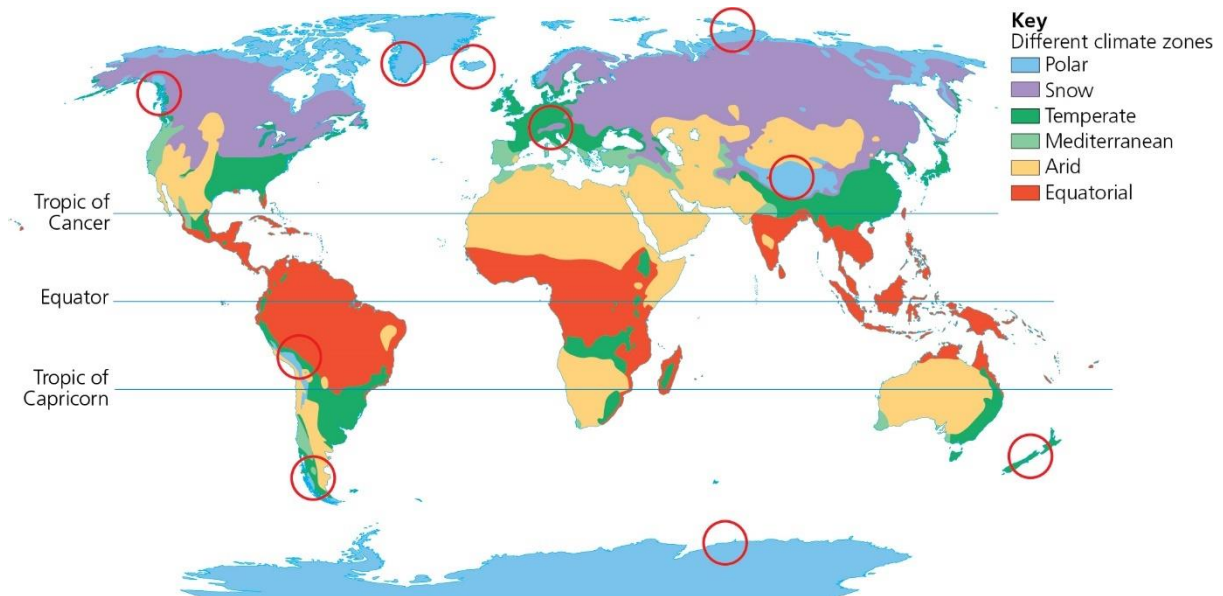 Key
Different climate zones
Polar
Snow
Temperate
Mediterranean
Arid
Equatorial
Tropic of
Cancer
Equator
Tropic of
Capricorn